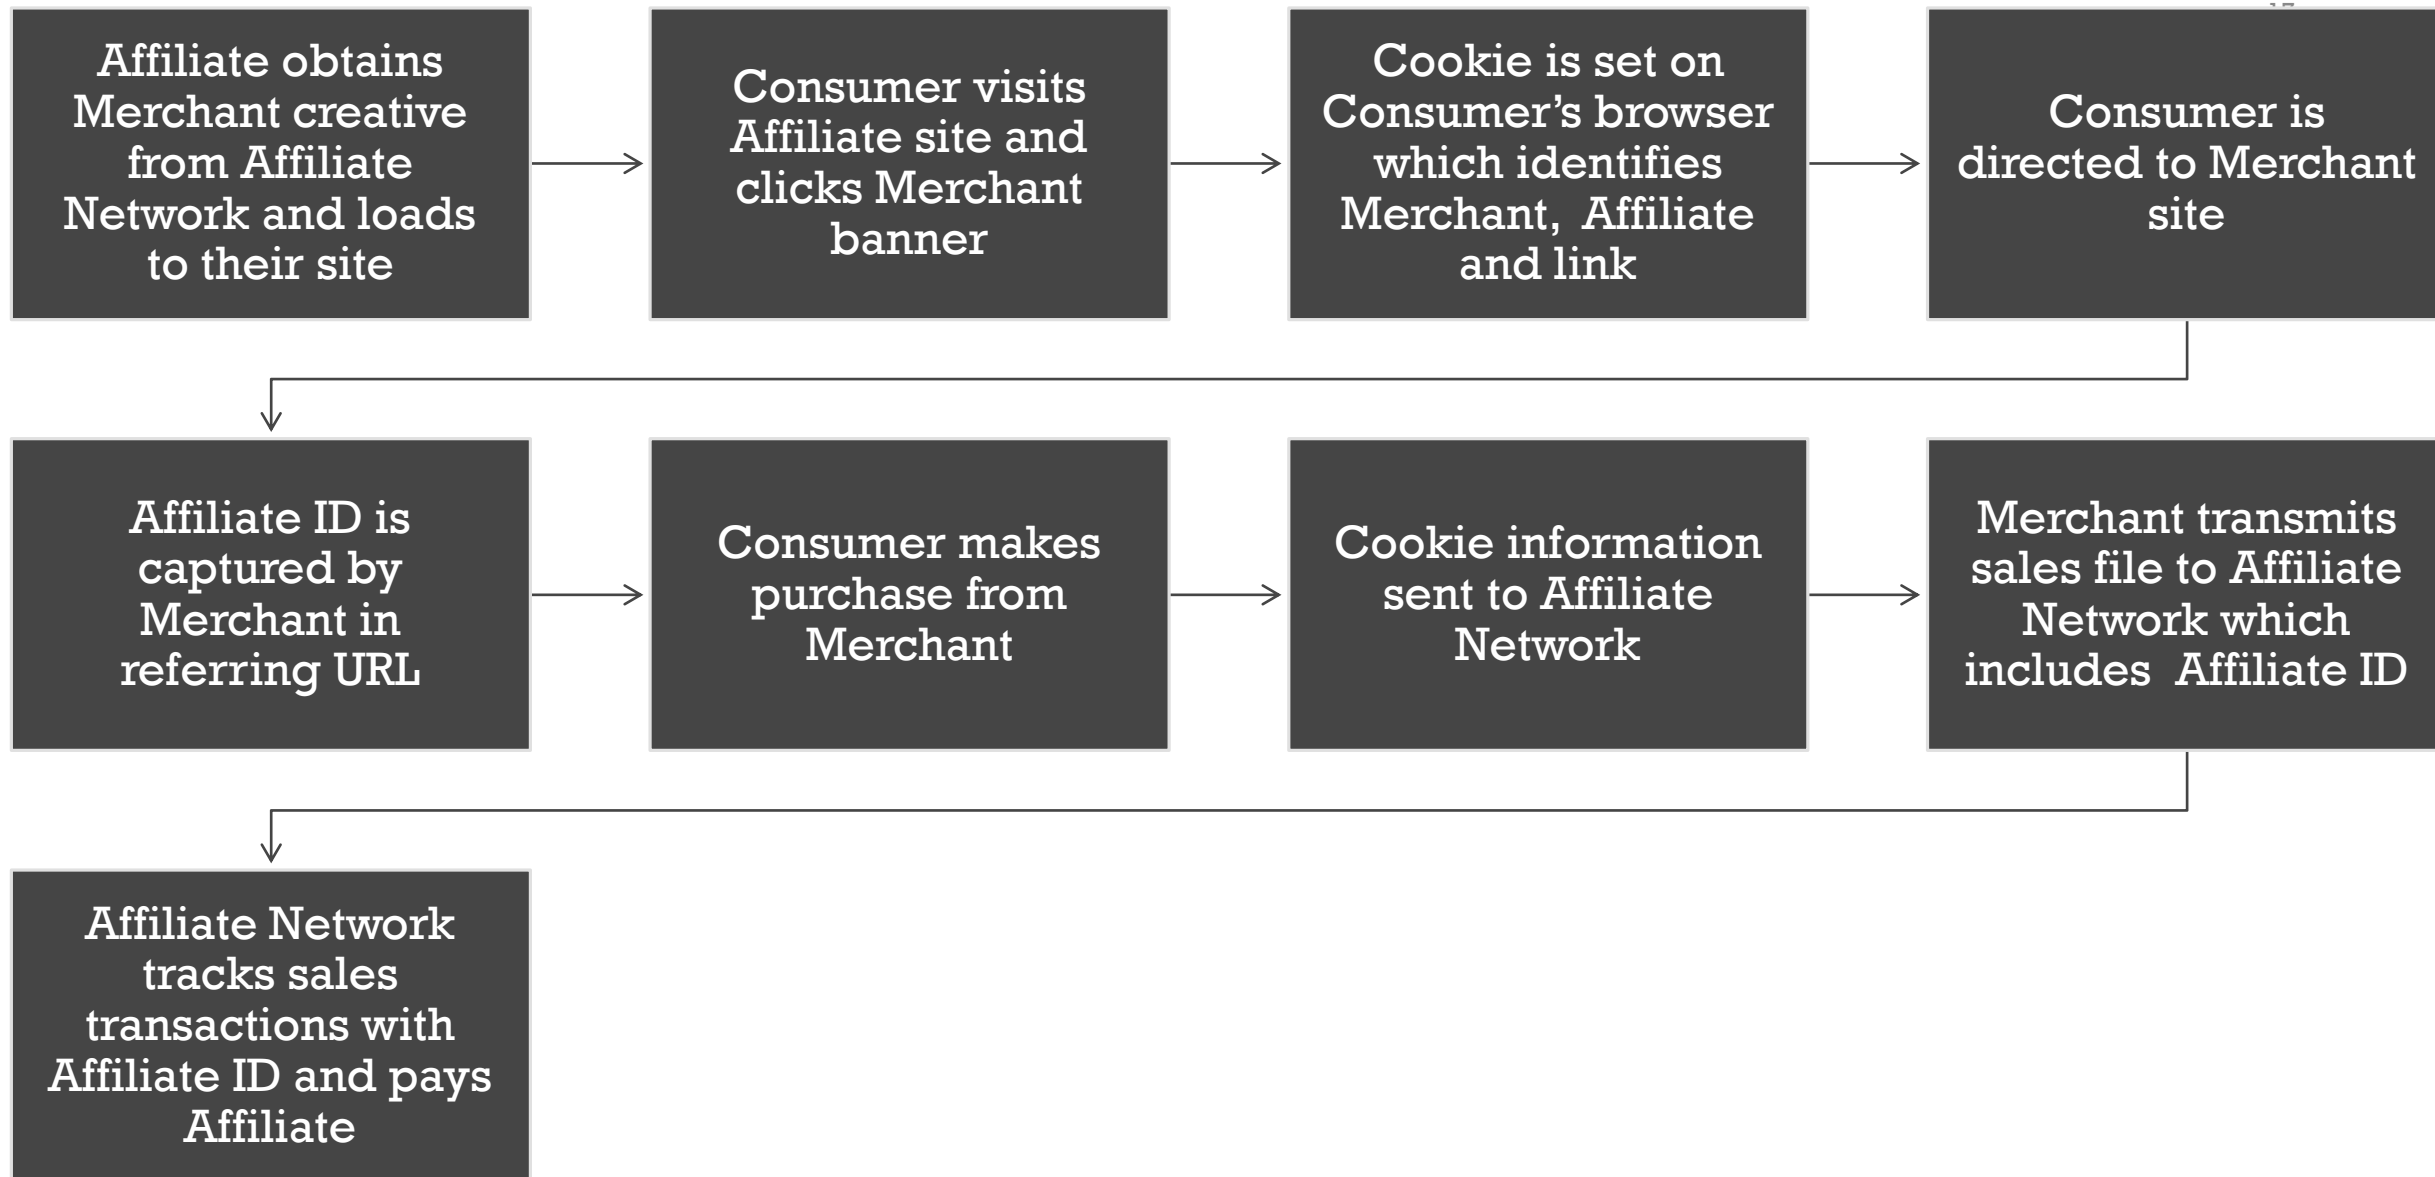 Affiliate obtains
Merchant creative
from Affiliate
Network and loads
to their site
Consumer visits
Affiliate site and
clicks Merchant
banner
Cookie is set on
Consumer's browser
which identifies
Merchant,  Affiliate
and link
Consumer is
directed to Merchant
site
Affiliate ID is
captured by
Merchant in
referring URL
Consumer makes
purchase from
Merchant
Cookie information
sent to Affiliate
Network
Merchant transmits
sales file to Affiliate
Network which
includes  Affiliate ID
Affiliate Network
tracks sales
transactions with
Affiliate ID and pays
Affiliate